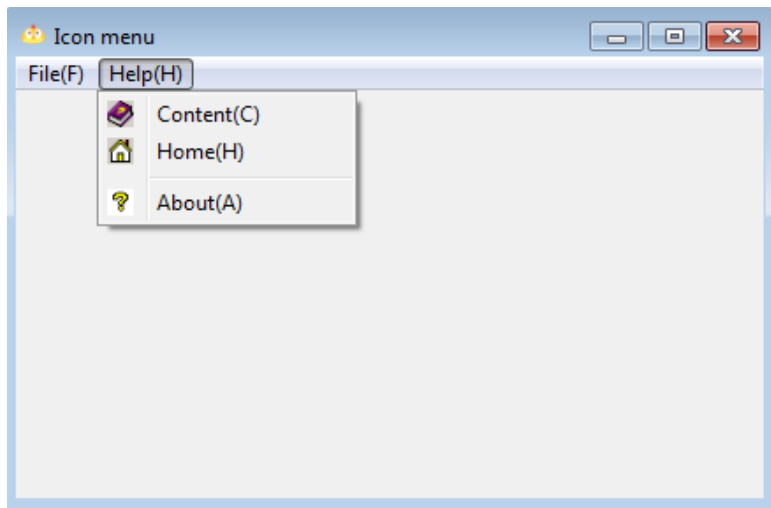 Icon menu
File(F) Help(H)
Content(C)
Home(H)
About(A)